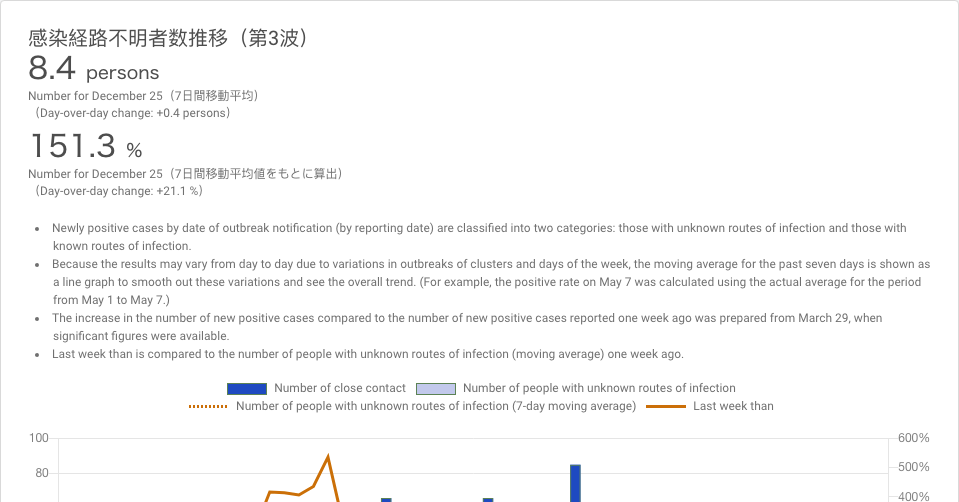 感染経路不明者数推移（第3波）
8.4 persons
Number for December 25（7日間移動平均）
（Day-over-day change: +0.4 persons）
151.3 %
Number for December 25（7日間移動平均値をもとに算出）
（Day-over-day change: +21.1 %）
• Newly positive cases by date of outbreak notification (by reporting date) are classified into two categories: those with unknown routes of infection and those with
known routes of infection.
• Because the results may vary from day to day due to variations in outbreaks of clusters and days of the week, the moving average for the past seven days is shown as
a line graph to smooth out these variations and see the overall trend. (For example, the positive rate on May 7 was calculated using the actual average for the period
from May 1 to May 7.)
• The increase in the number of new positive cases compared to the number of new positive cases reported one week ago was prepared from March 29, when
significant figures were available.
• Last week than is compared to the number of people with unknown routes of infection (moving average) one week ago.
Number of close contact Number of people with unknown routes of infection
Number of people with unknown routes of infection (7-day moving average) Last week than
100 600%
500%
80
400%